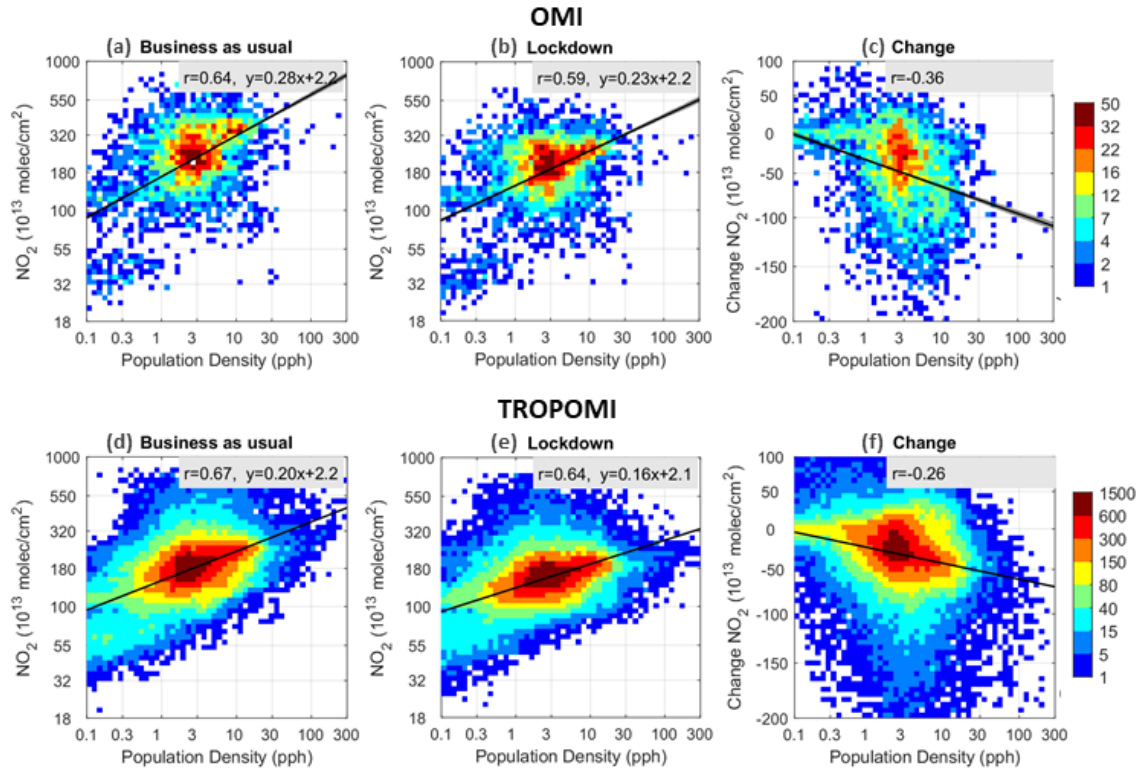 OMI
(a) Business as usual
(b) Lockdown
(c) Change
r=0.64, y=0.28x+2.2
r=0.59, y=0.23x+2.2
r=-0.36
NO2 (10^13 molec/cm^2)
1000
550
320
180
100
55
32
18
0.1 0.3 1 3 10 30 100 300
Population Density (pph)
NO2 (10^13 molec/cm^2)
1000
550
320
180
100
55
32
18
0.1 0.3 1 3 10 30 100 300
Population Density (pph)
Change NO2 (10^13 molec/cm^2)
100
50
0
-50
-100
-150
-200
0.1 0.3 1 3 10 30 100 300
Population Density (pph)
50
32
22
16
12
7
4
2
1
TROPOMI
(d) Business as usual
(e) Lockdown
(f) Change
r=0.67, y=0.20x+2.2
r=0.64, y=0.16x+2.1
r=-0.26
NO2 (10^13 molec/cm^2)
1000
550
320
180
100
55
32
18
0.1 0.3 1 3 10 30 100 300
Population Density (pph)
NO2 (10^13 molec/cm^2)
1000
550
320
180
100
55
32
18
0.1 0.3 1 3 10 30 100 300
Population Density (pph)
Change NO2 (10^13 molec/cm^2)
100
50
0
-50
-100
-150
-200
0.1 0.3 1 3 10 30 100 300
Population Density (pph)
1500
600
300
150
80
40
15
5
1